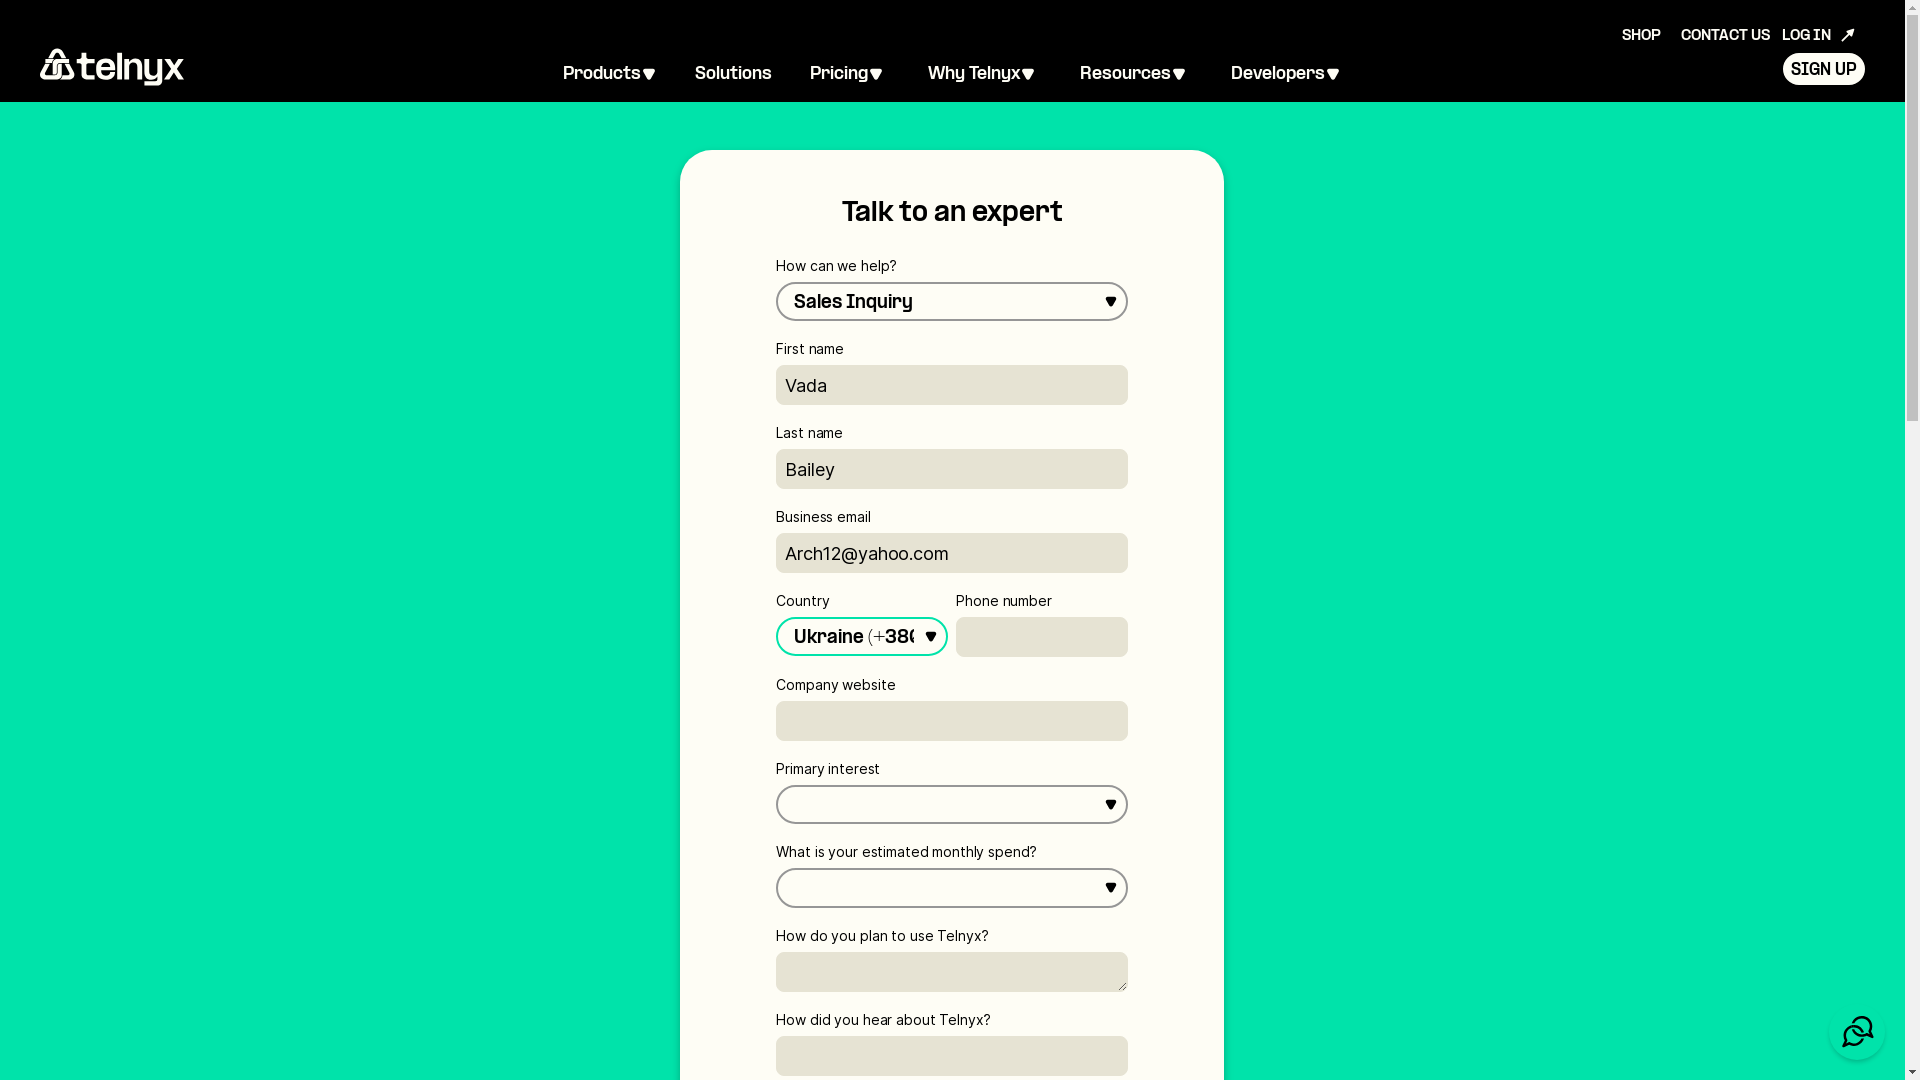 SHOP CONTACT US LOG IN
telnyx
Products Solutions Pricing Why Telnyx Resources Developers
SIGN UP
Talk to an expert
How can we help?
Sales Inquiry
First name
Vada
Last name
Bailey
Business email
Arch12@yahoo.com
Country Phone number
Ukraine (+380
Company website
Primary interest
What is your estimated monthly spend?
How do you plan to use Telnyx?
How did you hear about Telnyx?